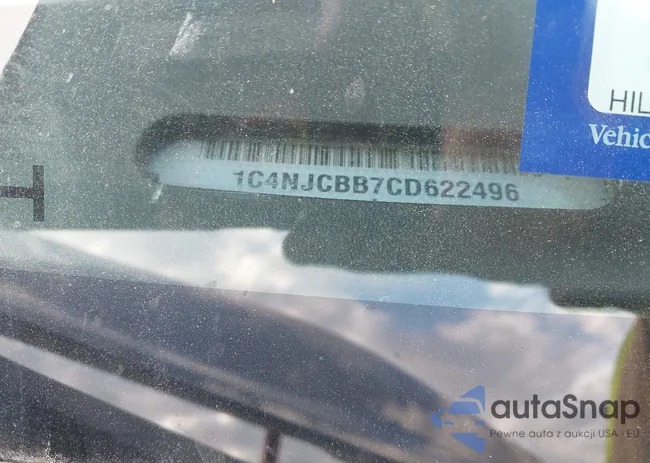 HIL
Vehic
1C4NJCBB7CD622496
autaSnap
Pewne auta z aukcji USA i EU